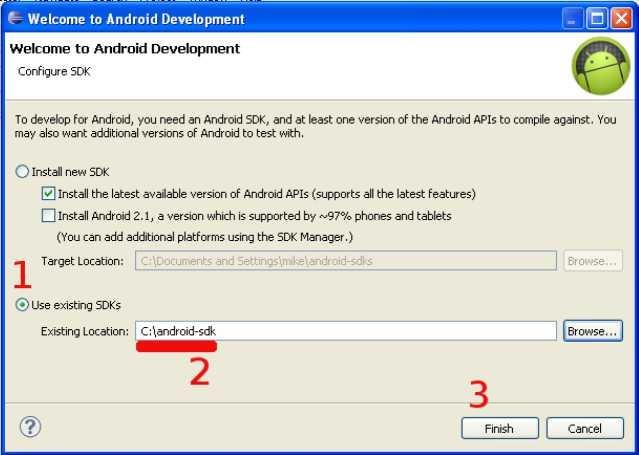 Welcome to Android Development
Welcome to Android Development
Configure SDK
To develop for Android, you need an Android SDK, and at least one version of the Android APIs to compile against. You
may also want additional versions of Android to test with.
Install new SDK
Install the latest available version of Android APIs (supports all the latest features)
Install Android 2.1, a version which is supported by ~97% phones and tablets
(You can add additional platforms using the SDK Manager.)
Target Location: C:\Documents and Settings\mike\android-sdks Browse...
1
Use existing SDKs
Existing Location: C:\android-sdk Browse...
2
3
? Finish Cancel